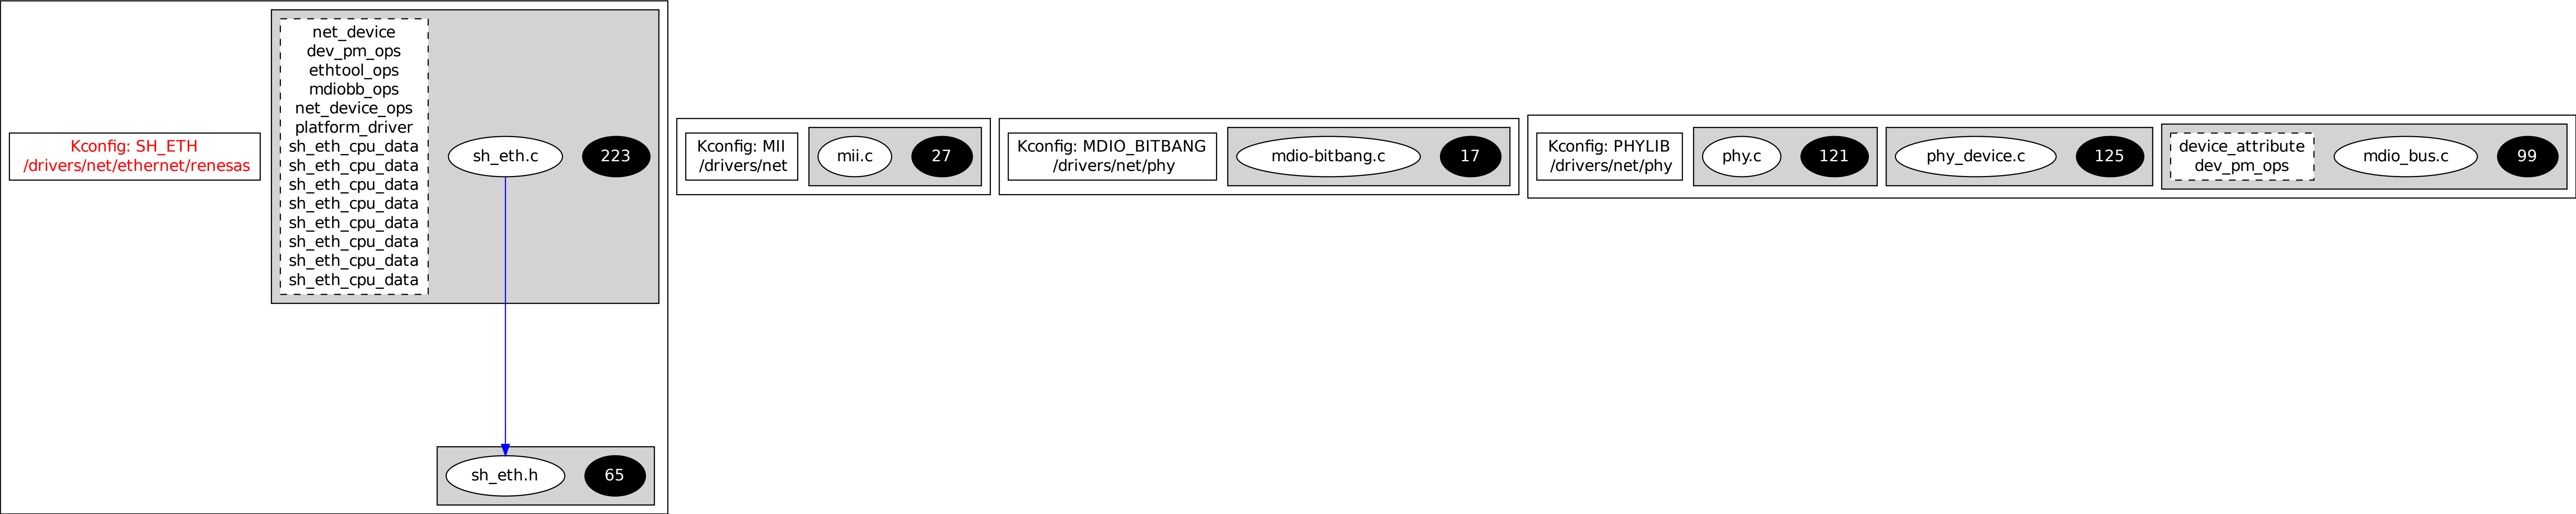 Kconfig: SH_ETH
/drivers/net/ethernet/renesas
net_device
dev_pm_ops
ethtool_ops
mdiobb_ops
net_device_ops
platform_driver
sh_eth_cpu_data
sh_eth_cpu_data
sh_eth_cpu_data
sh_eth_cpu_data
sh_eth_cpu_data
sh_eth_cpu_data
sh_eth_cpu_data
sh_eth_cpu_data
sh_eth.c
223
sh_eth.h
65
Kconfig: MII
/drivers/net
mii.c
27
Kconfig: MDIO_BITBANG
/drivers/net/phy
mdio-bitbang.c
17
Kconfig: PHYLIB
/drivers/net/phy
phy.c
121
phy_device.c
125
device_attribute
dev_pm_ops
mdio_bus.c
99